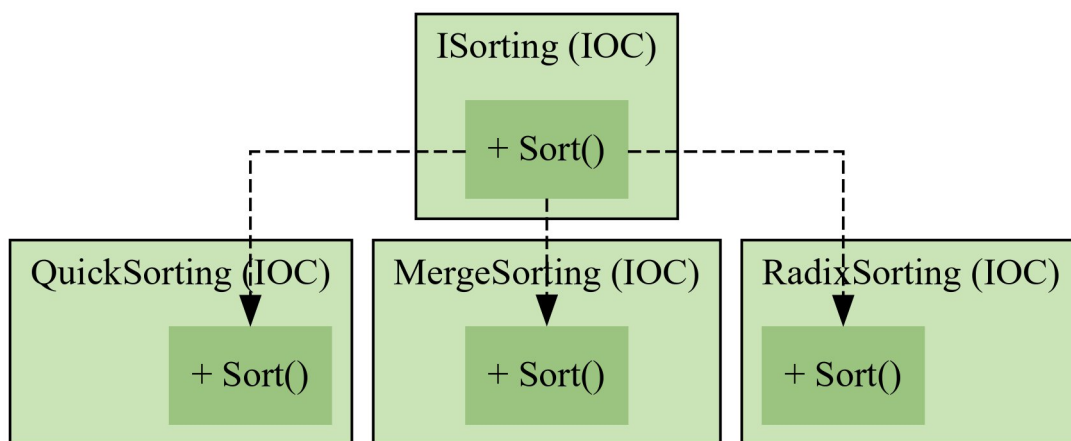 ISorting (IOC)
+ Sort()
QuickSorting (IOC)
MergeSorting (IOC)
RadixSorting (IOC)
+ Sort()
+ Sort()
+ Sort()